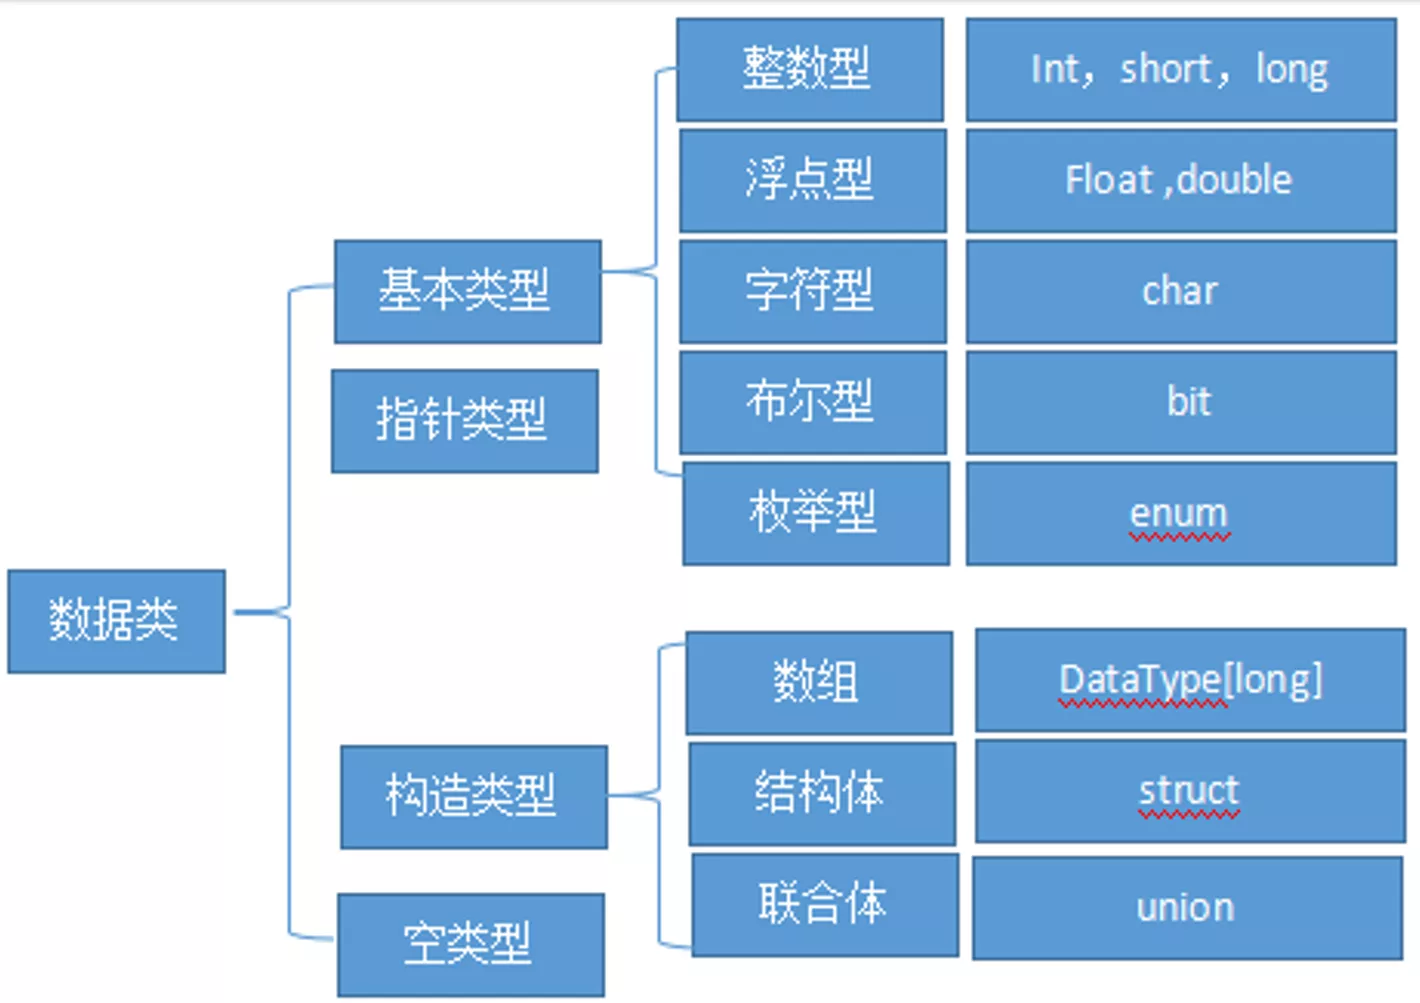 整数型
Int，short，long
浮点型
Float ,double
基本类型
字符型
char
指针类型
布尔型
bit
枚举型
enum
数据类
数组
DataType[long]
构造类型
结构体
struct
空类型
联合体
union